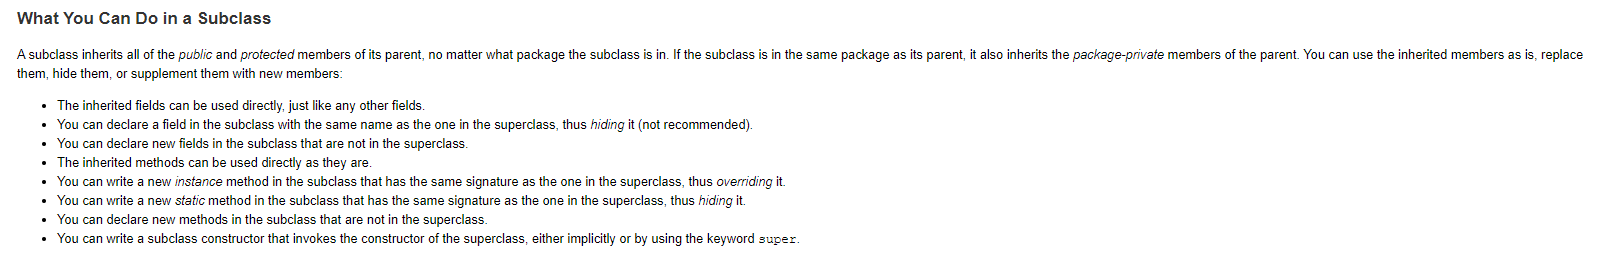 What You Can Do in a Subclass
A subclass inherits all of the public and protected members of its parent, no matter what package the subclass is in. If the subclass is in the same package as its parent, it also inherits the package-private members of the parent. You can use the inherited members as is, replace
them, hide them, or supplement them with new members:
• The inherited fields can be used directly, just like any other fields.
• You can declare a field in the subclass with the same name as the one in the superclass, thus hiding it (not recommended).
• You can declare new fields in the subclass that are not in the superclass.
• The inherited methods can be used directly as they are.
• You can write a new instance method in the subclass that has the same signature as the one in the superclass, thus overriding it.
• You can write a new static method in the subclass that has the same signature as the one in the superclass, thus hiding it.
• You can declare new methods in the subclass that are not in the superclass.
• You can write a subclass constructor that invokes the constructor of the superclass, either implicitly or by using the keyword super.